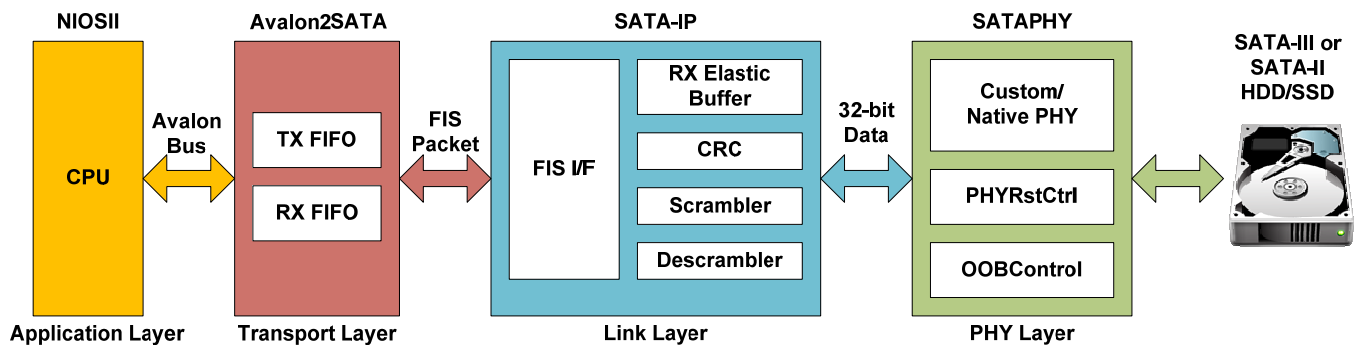 NIOSII
CPU
Application Layer
Avalon
Bus
Avalon2SATA
TX FIFO
RX FIFO
Transport Layer
FIS
Packet
SATA-IP
FIS I/F
RX Elastic
Buffer
CRC
Scrambler
Descrambler
Link Layer
32-bit
Data
SATAPHY
Custom/
Native PHY
PHYRstCtrl
OOBControl
PHY Layer
SATA-III or
SATA-II
HDD/SSD